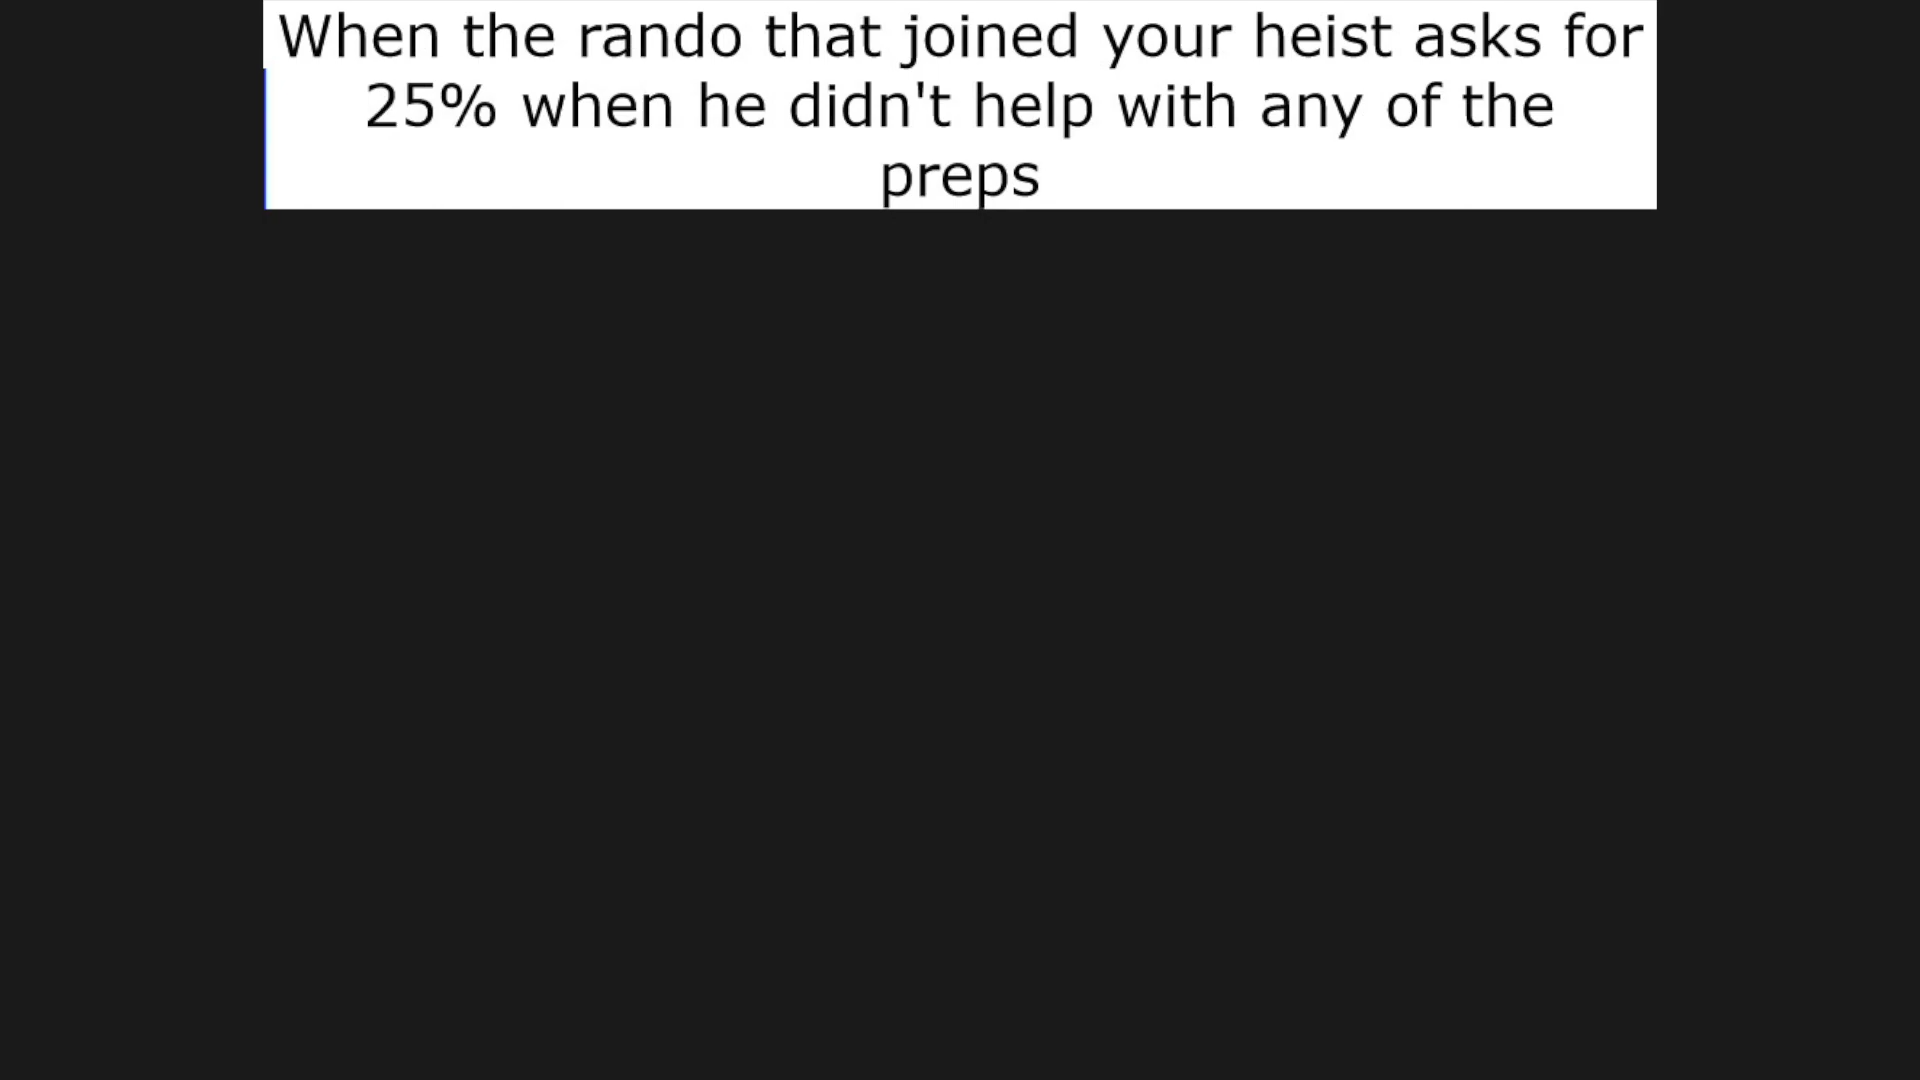 When the rando that joined your heist asks for
25% when he didn't help with any of the
preps